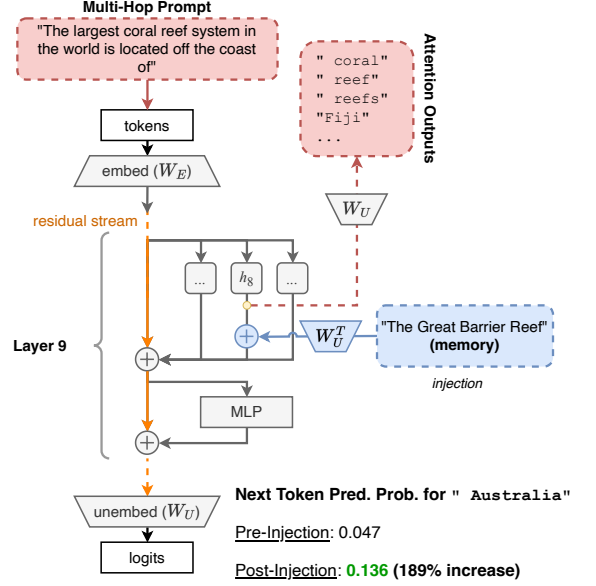 Multi-Hop Prompt
"The largest coral reef system in
the world is located off the coast
of"
" coral"
" reef"
" reefs"
"Fiji"
...
Attention Outputs
tokens
embed (W_E)
W_U
residual stream
...
h_8
...
Layer 9
W_U^T
"The Great Barrier Reef"
(memory)
injection
MLP
unembed (W_U)
logits
Next Token Pred. Prob. for " Australia"
Pre-Injection: 0.047
Post-Injection: 0.136 (189% increase)